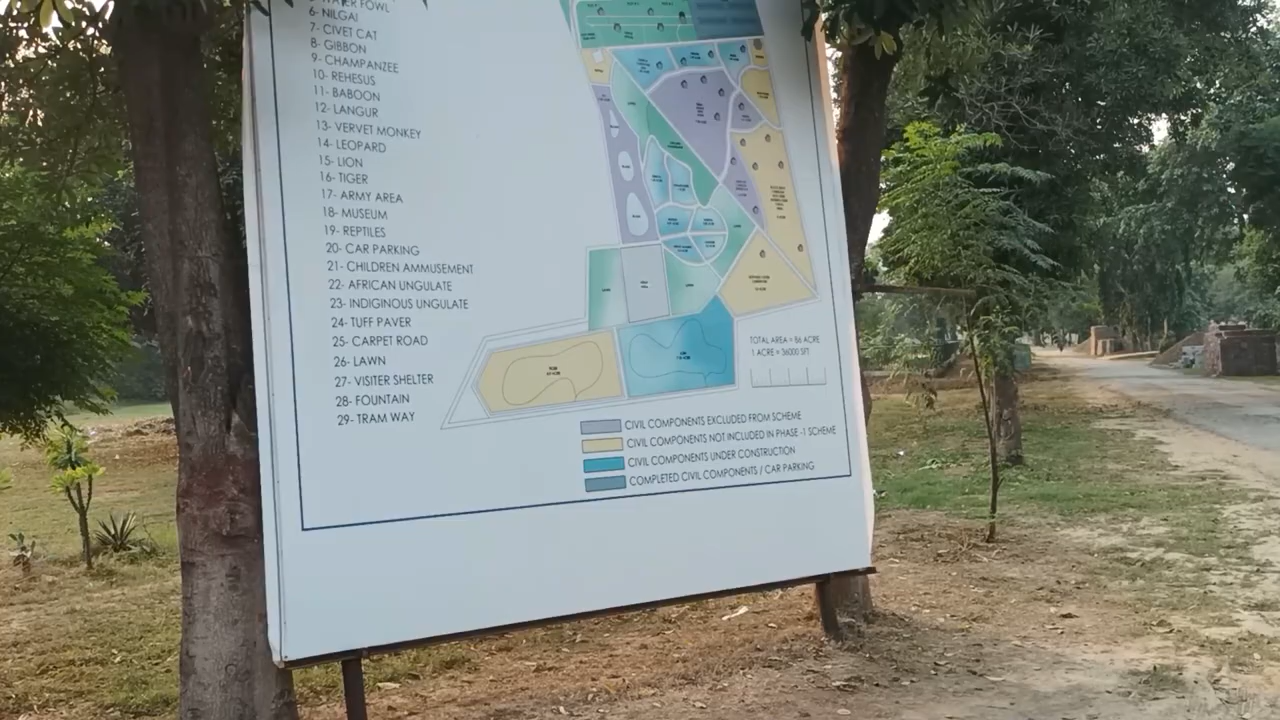 WATER FOWL
6- NILGAI
7- CIVET CAT
8- GIBBON
9- CHAMPANZEE
10- REHESUS
11- BABOON
12- LANGUR
13- VERVET MONKEY
14- LEOPARD
15- LION
16- TIGER
17- ARMY AREA
18- MUSEUM
19- REPTILES
20- CAR PARKING
21- CHILDREN AMMUSEMENT
22- AFRICAN UNGULATE
23- INDIGINOUS UNGULATE
24- TUFF PAVER
25- CARPET ROAD
26- LAWN
27- VISITER SHELTER
28- FOUNTAIN
29- TRAM WAY
TOTAL AREA = 86 ACRE
1 ACRE = 36000 SFT
CIVIL COMPONENTS EXCLUDED FROM SCHEME
CIVIL COMPONENTS NOT INCLUDED IN PHASE -1 SCHEME
CIVIL COMPONENTS UNDER CONSTRUCTION
COMPLETED CIVIL COMPONENTS / CAR PARKING